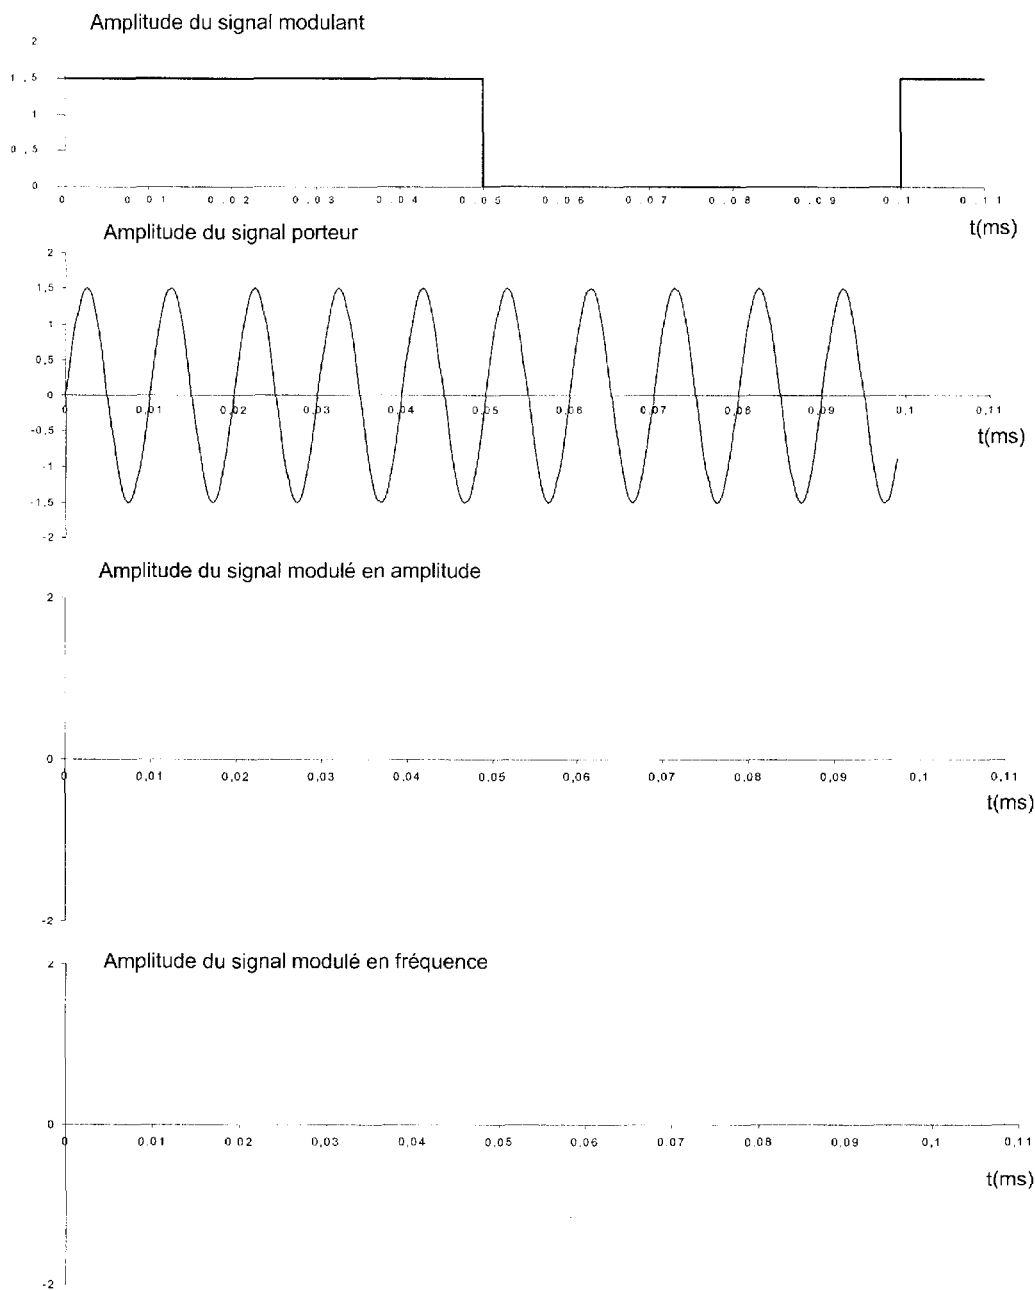 Amplitude du signal modulant
2
1,5
1
0,5
0
0 0.01 0.02 0.03 0.04 0.05 0.06 0.07 0.08 0.09 0.1 0.11
t(ms)
Amplitude du signal porteur
2
1,5
1
0,5
0
0 0,01 0,02 0,03 0,04 0,05 0,06 0,07 0,08 0,09 0,1 0,11
t(ms)
-0,5
-1
-1,5
-2
Amplitude du signal modulé en amplitude
2
0
0 0,01 0,02 0,03 0,04 0,05 0,06 0,07 0,08 0,09 0,1 0,11
t(ms)
-2
Amplitude du signal modulé en fréquence
2
0
0 0,01 0,02 0,03 0,04 0,05 0,06 0,07 0,08 0,09 0,1 0,11
t(ms)
-2